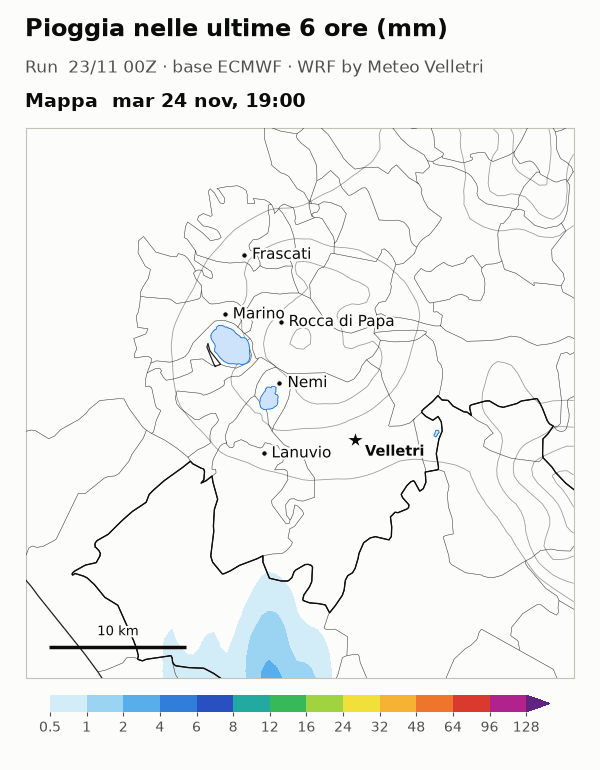 Pioggia nelle ultime 6 ore (mm)
Run  23/11 00Z · base ECMWF · WRF by Meteo Velletri
Mappa  mar 24 nov, 19:00
Frascati
Marino
Rocca di Papa
Nemi
Velletri
Lanuvio
10 km
0.5 1 2 4 6 8 12 16 24 32 48 64 96 128